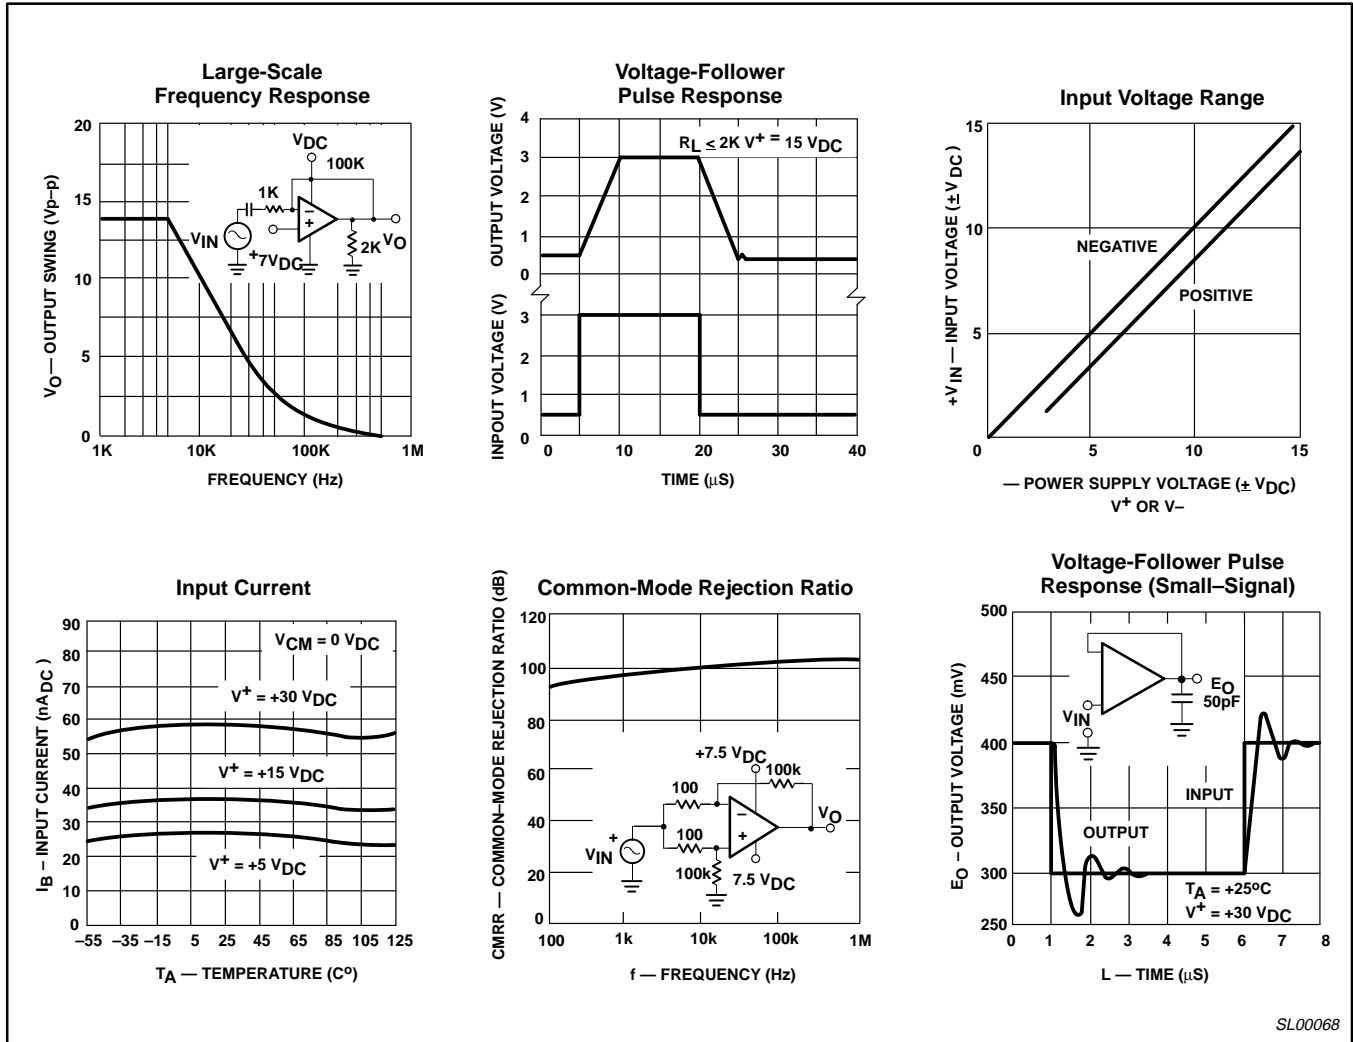 Large-Scale
Frequency Response
VO — OUTPUT SWING (Vp–p)
20
15
10
5
0
1K 10K 100K 1M
FREQUENCY (Hz)
VDC
100K
1K
–
+
VIN
+7VDC
2K
VO
Voltage-Follower
Pulse Response
OUTPUT VOLTAGE (V)
4
3
2
1
0
RL ≤ 2K V+ = 15 VDC
INPOUT VOLTAGE (V)
3
2
1
0
0 10 20 30 40
TIME (μS)
Input Voltage Range
+VIN — INPUT VOLTAGE (± VDC)
15
10
5
0
NEGATIVE
POSITIVE
5 10 15
— POWER SUPPLY VOLTAGE (± VDC)
V+ OR V–
Input Current
IB – INPUT CURRENT (nADC)
90
80
70
60
50
40
30
20
10
0
VCM = 0 VDC
V+ = +30 VDC
V+ = +15 VDC
V+ = +5 VDC
–55 –35 –15 5 25 45 65 85 105 125
TA — TEMPERATURE (Co)
Common-Mode Rejection Ratio
CMRR — COMMON–MODE REJECTION RATIO (dB)
120
100
80
60
40
20
0
+7.5 VDC
100k
100
–
+
VO
100
+
VIN
100k
7.5 VDC
100 1k 10k 100k 1M
f — FREQUENCY (Hz)
Voltage-Follower Pulse
Response (Small–Signal)
EO – OUTPUT VOLTAGE (mV)
500
450
400
350
300
250
EO
50pF
VIN
INPUT
OUTPUT
TA = +25oC
V+ = +30 VDC
0 1 2 3 4 5 6 7 8
L — TIME (μS)
SL00068